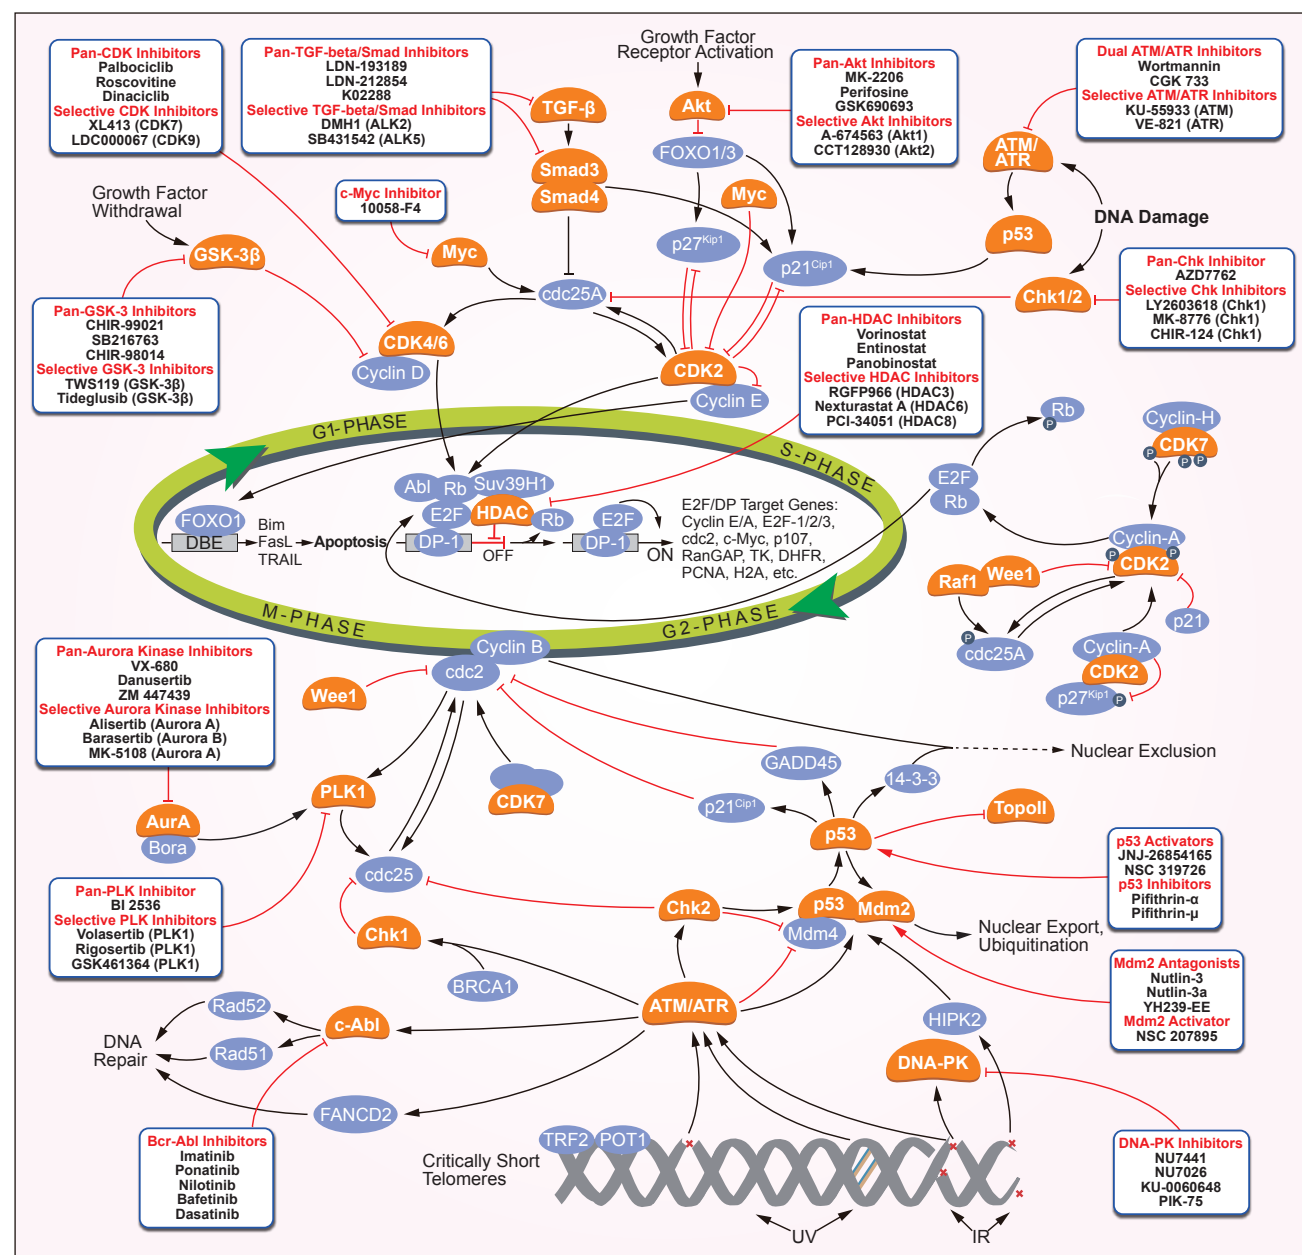 Pan-CDK Inhibitors
Palbociclib
Roscovitine
Dinaciclib
Selective CDK Inhibitors
XL413 (CDK7)
LDC000067 (CDK9)
Pan-TGF-beta/Smad Inhibitors
LDN-193189
LDN-212854
K02288
Selective TGF-beta/Smad Inhibitors
DMH1 (ALK2)
SB431542 (ALK5)
Growth Factor
Receptor Activation
Pan-Akt Inhibitors
MK-2206
Perifosine
GSK690693
Selective Akt Inhibitors
A-674563 (Akt1)
CCT128930 (Akt2)
Dual ATM/ATR Inhibitors
Wortmannin
CGK 733
Selective ATM/ATR Inhibitors
KU-55933 (ATM)
VE-821 (ATR)
TGF-β
Akt
FOXO1/3
ATM/
ATR
Smad3
Smad4
c-Myc Inhibitor
10058-F4
Growth Factor
Withdrawal
Myc
DNA Damage
p53
GSK-3β
Myc
p27Kip1
p21Cip1
cdc25A
Chk1/2
Pan-Chk Inhibitor
AZD7762
Selective Chk Inhibitors
LY2603618 (Chk1)
MK-8776 (Chk1)
CHIR-124 (Chk1)
Pan-GSK-3 Inhibitors
CHIR-99021
SB216763
CHIR-98014
Selective GSK-3 Inhibitors
TWS119 (GSK-3β)
Tideglusib (GSK-3β)
CDK4/6
Cyclin D
CDK2
Cyclin E
Pan-HDAC Inhibitors
Vorinostat
Entinostat
Panobinostat
Selective HDAC Inhibitors
RGFP966 (HDAC3)
Nexturastat A (HDAC6)
PCI-34051 (HDAC8)
Rb
P
Cyclin-H
CDK7
P
P
P
G1-PHASE
S-PHASE
E2F
Rb
Abl
Rb
Suv39H1
E2F
HDAC
Rb
DP-1
OFF
E2F
DP-1
ON
FOXO1
DBE
Bim
FasL
TRAIL
Apoptosis
E2F/DP Target Genes:
Cyclin E/A, E2F-1/2/3,
cdc2, c-Myc, p107,
RanGAP, TK, DHFR,
PCNA, H2A, etc.
Cyclin-A
P
P
CDK2
Raf1
Wee1
p21
P
cdc25A
Cyclin-A
CDK2
p27Kip1
P
M-PHASE
G2-PHASE
Cyclin B
cdc2
Pan-Aurora Kinase Inhibitors
VX-680
Danusertib
ZM 447439
Selective Aurora Kinase Inhibitors
Alisertib (Aurora A)
Barasertib (Aurora B)
MK-5108 (Aurora A)
Wee1
Nuclear Exclusion
GADD45
14-3-3
PLK1
CDK7
p21Cip1
TopoII
AurA
Bora
p53
p53 Activators
JNJ-26854165
NSC 319726
p53 Inhibitors
Pifithrin-α
Pifithrin-μ
cdc25
Pan-PLK Inhibitor
BI 2536
Selective PLK Inhibitors
Volasertib (PLK1)
Rigosertib (PLK1)
GSK461364 (PLK1)
Chk2
p53
Mdm2
Mdm4
Chk1
Nuclear Export,
Ubiquitination
BRCA1
Mdm2 Antagonists
Nutlin-3
Nutlin-3a
YH239-EE
Mdm2 Activator
NSC 207895
Rad52
c-Abl
ATM/ATR
HIPK2
DNA
Repair
Rad51
DNA-PK
FANCD2
Bcr-Abl Inhibitors
Imatinib
Ponatinib
Nilotinib
Bafetinib
Dasatinib
TRF2
POT1
Critically Short
Telomeres
DNA-PK Inhibitors
NU7441
NU7026
KU-0060648
PIK-75
UV
IR